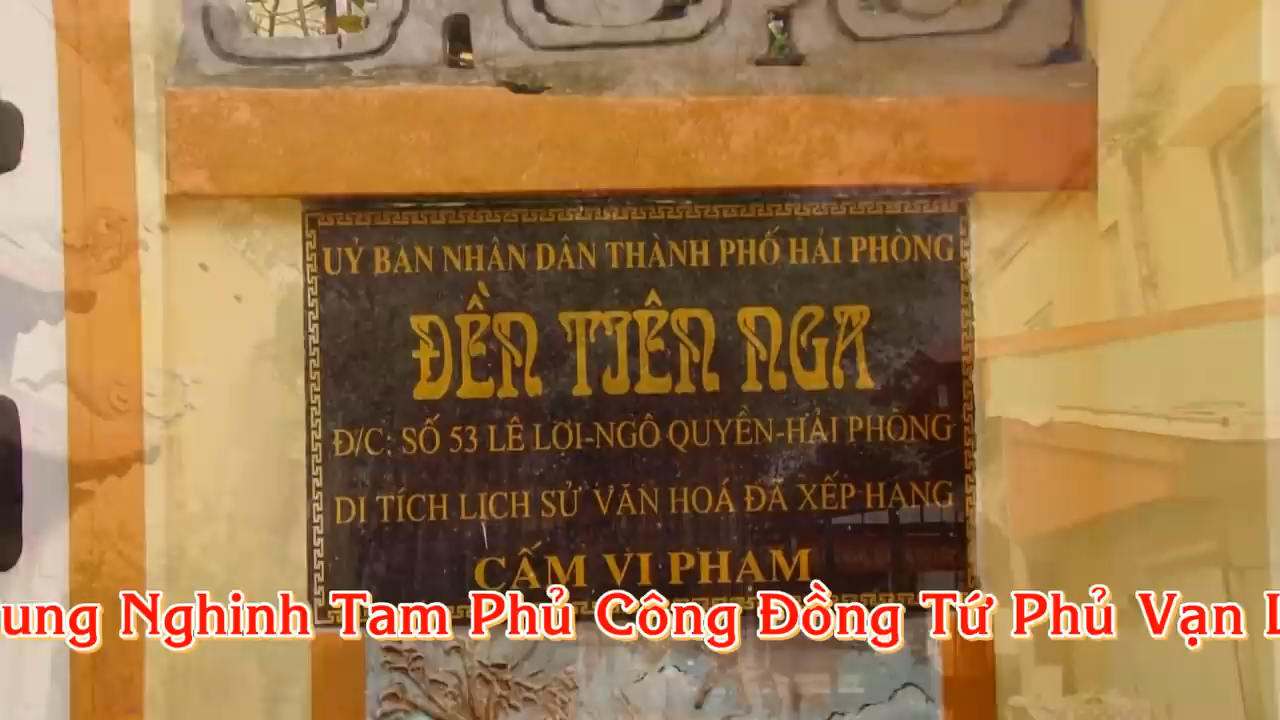 UỶ BAN NHÂN DÂN THÀNH PHỐ HẢI PHÒNG
ĐỀN TIÊN NGA
Đ/C: SỐ 53 LÊ LỢI-NGÔ QUYỀN-HẢI PHÒNG
DI TÍCH LỊCH SỬ VĂN HOÁ ĐÃ XẾP HẠNG
CẤM VI PHẠM
ung Nghinh Tam Phủ Công Đồng Tứ Phủ Vạn L